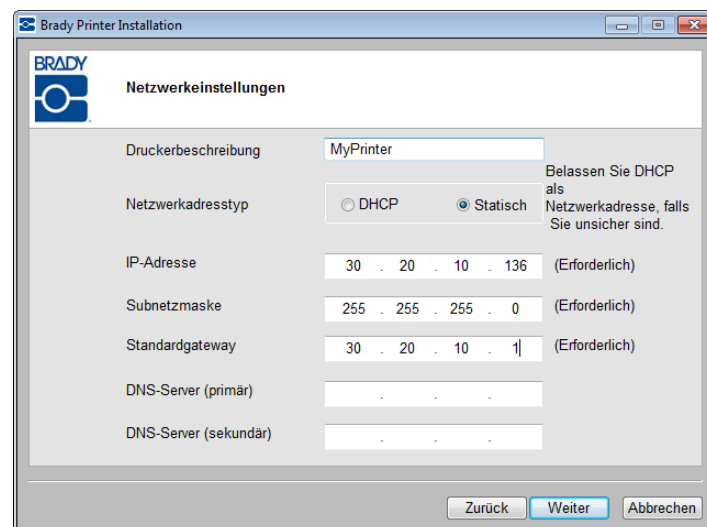 Brady Printer Installation
BRADY
Netzwerkeinstellungen
Druckerbeschreibung MyPrinter
Netzwerkadresstyp DHCP Statisch
Belassen Sie DHCP
als
Netzwerkadresse, falls
Sie unsicher sind.
IP-Adresse 30 . 20 . 10 . 136 (Erforderlich)
Subnetzmaske 255 . 255 . 255 . 0 (Erforderlich)
Standardgateway 30 . 20 . 10 . 1 (Erforderlich)
DNS-Server (primär) . . .
DNS-Server (sekundär) . . .
Zurück Weiter Abbrechen